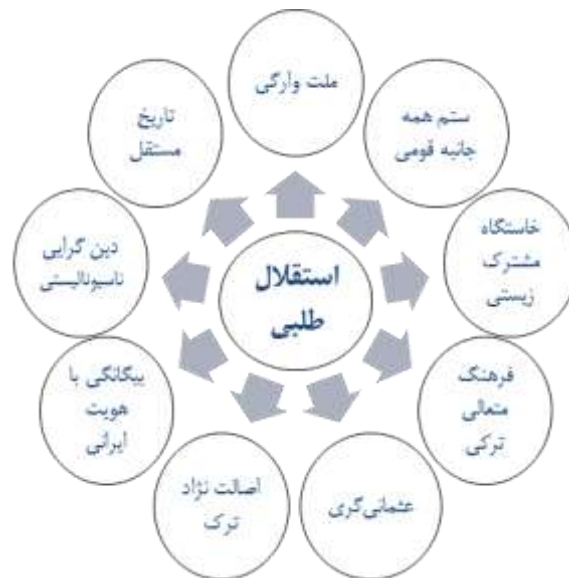 ملت وارگی
ستم همه
جانبه قومی
خاستگاه
مشترک
زیستی
فرهنگ
متعالی
ترکی
عثمانی‌گری
اصالت نژاد
ترک
بیگانگی با
هویت
ایرانی
دین گرایی
ناسیونالیستی
تاریخ
مستقل
استقلال
طلبی